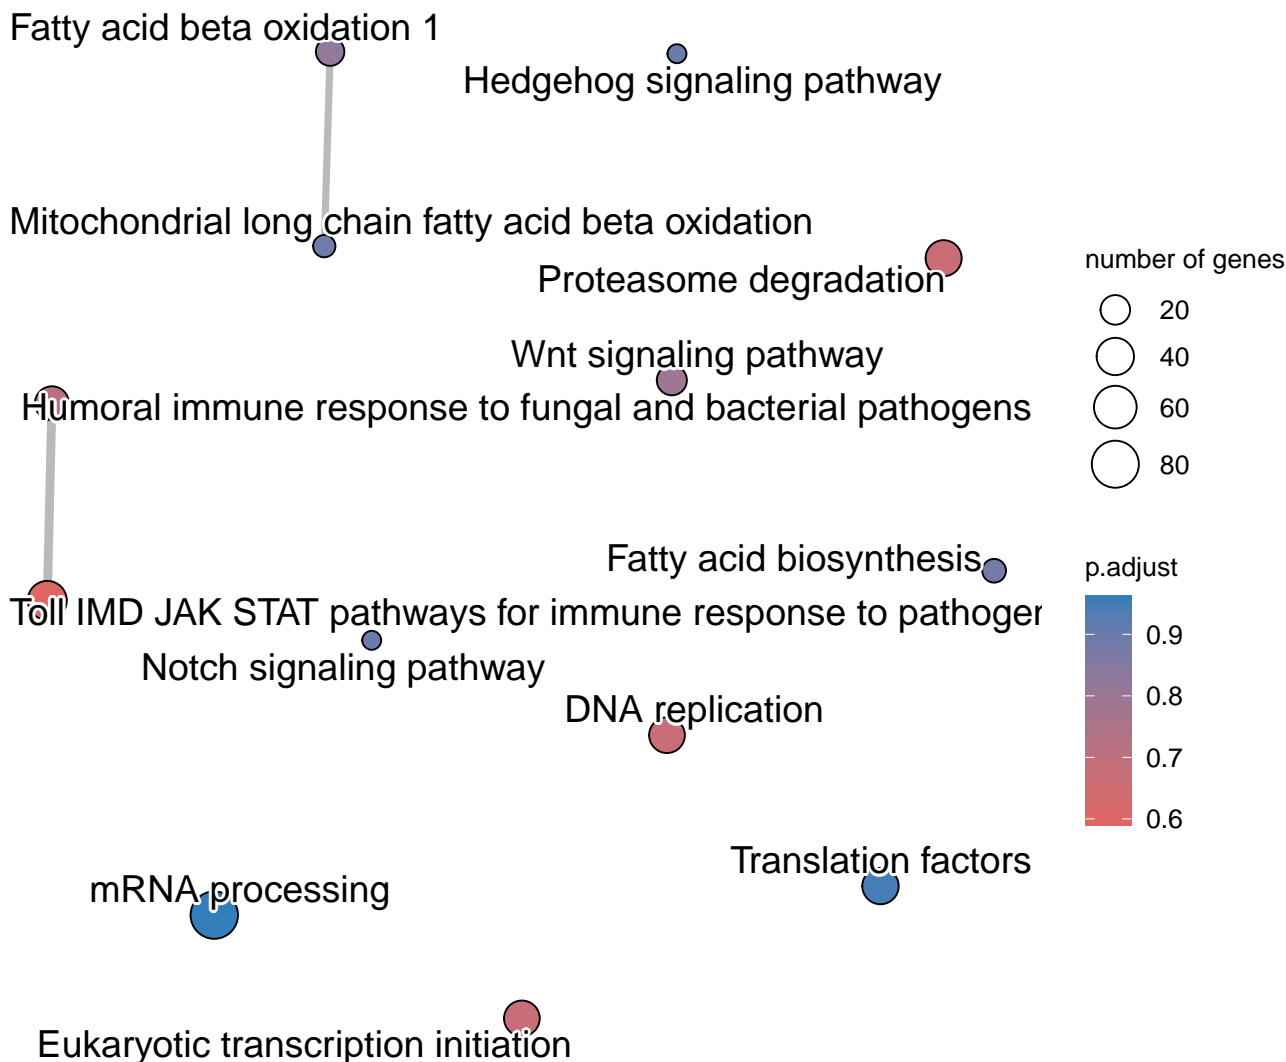 Fatty acid beta oxidation 1
Hedgehog signaling pathway
Mitochondrial long chain fatty acid beta oxidation
Proteasome degradation
Wnt signaling pathway
Humoral immune response to fungal and bacterial pathogens
Fatty acid biosynthesis
Toll IMD JAK STAT pathways for immune response to
Notch signaling pathway
DNA replication
Translation factors
mRNA processing
Eukaryotic transcription initiation
number of genes
20
40
60
80
p.adjust
0.9
0.8
0.7
0.6